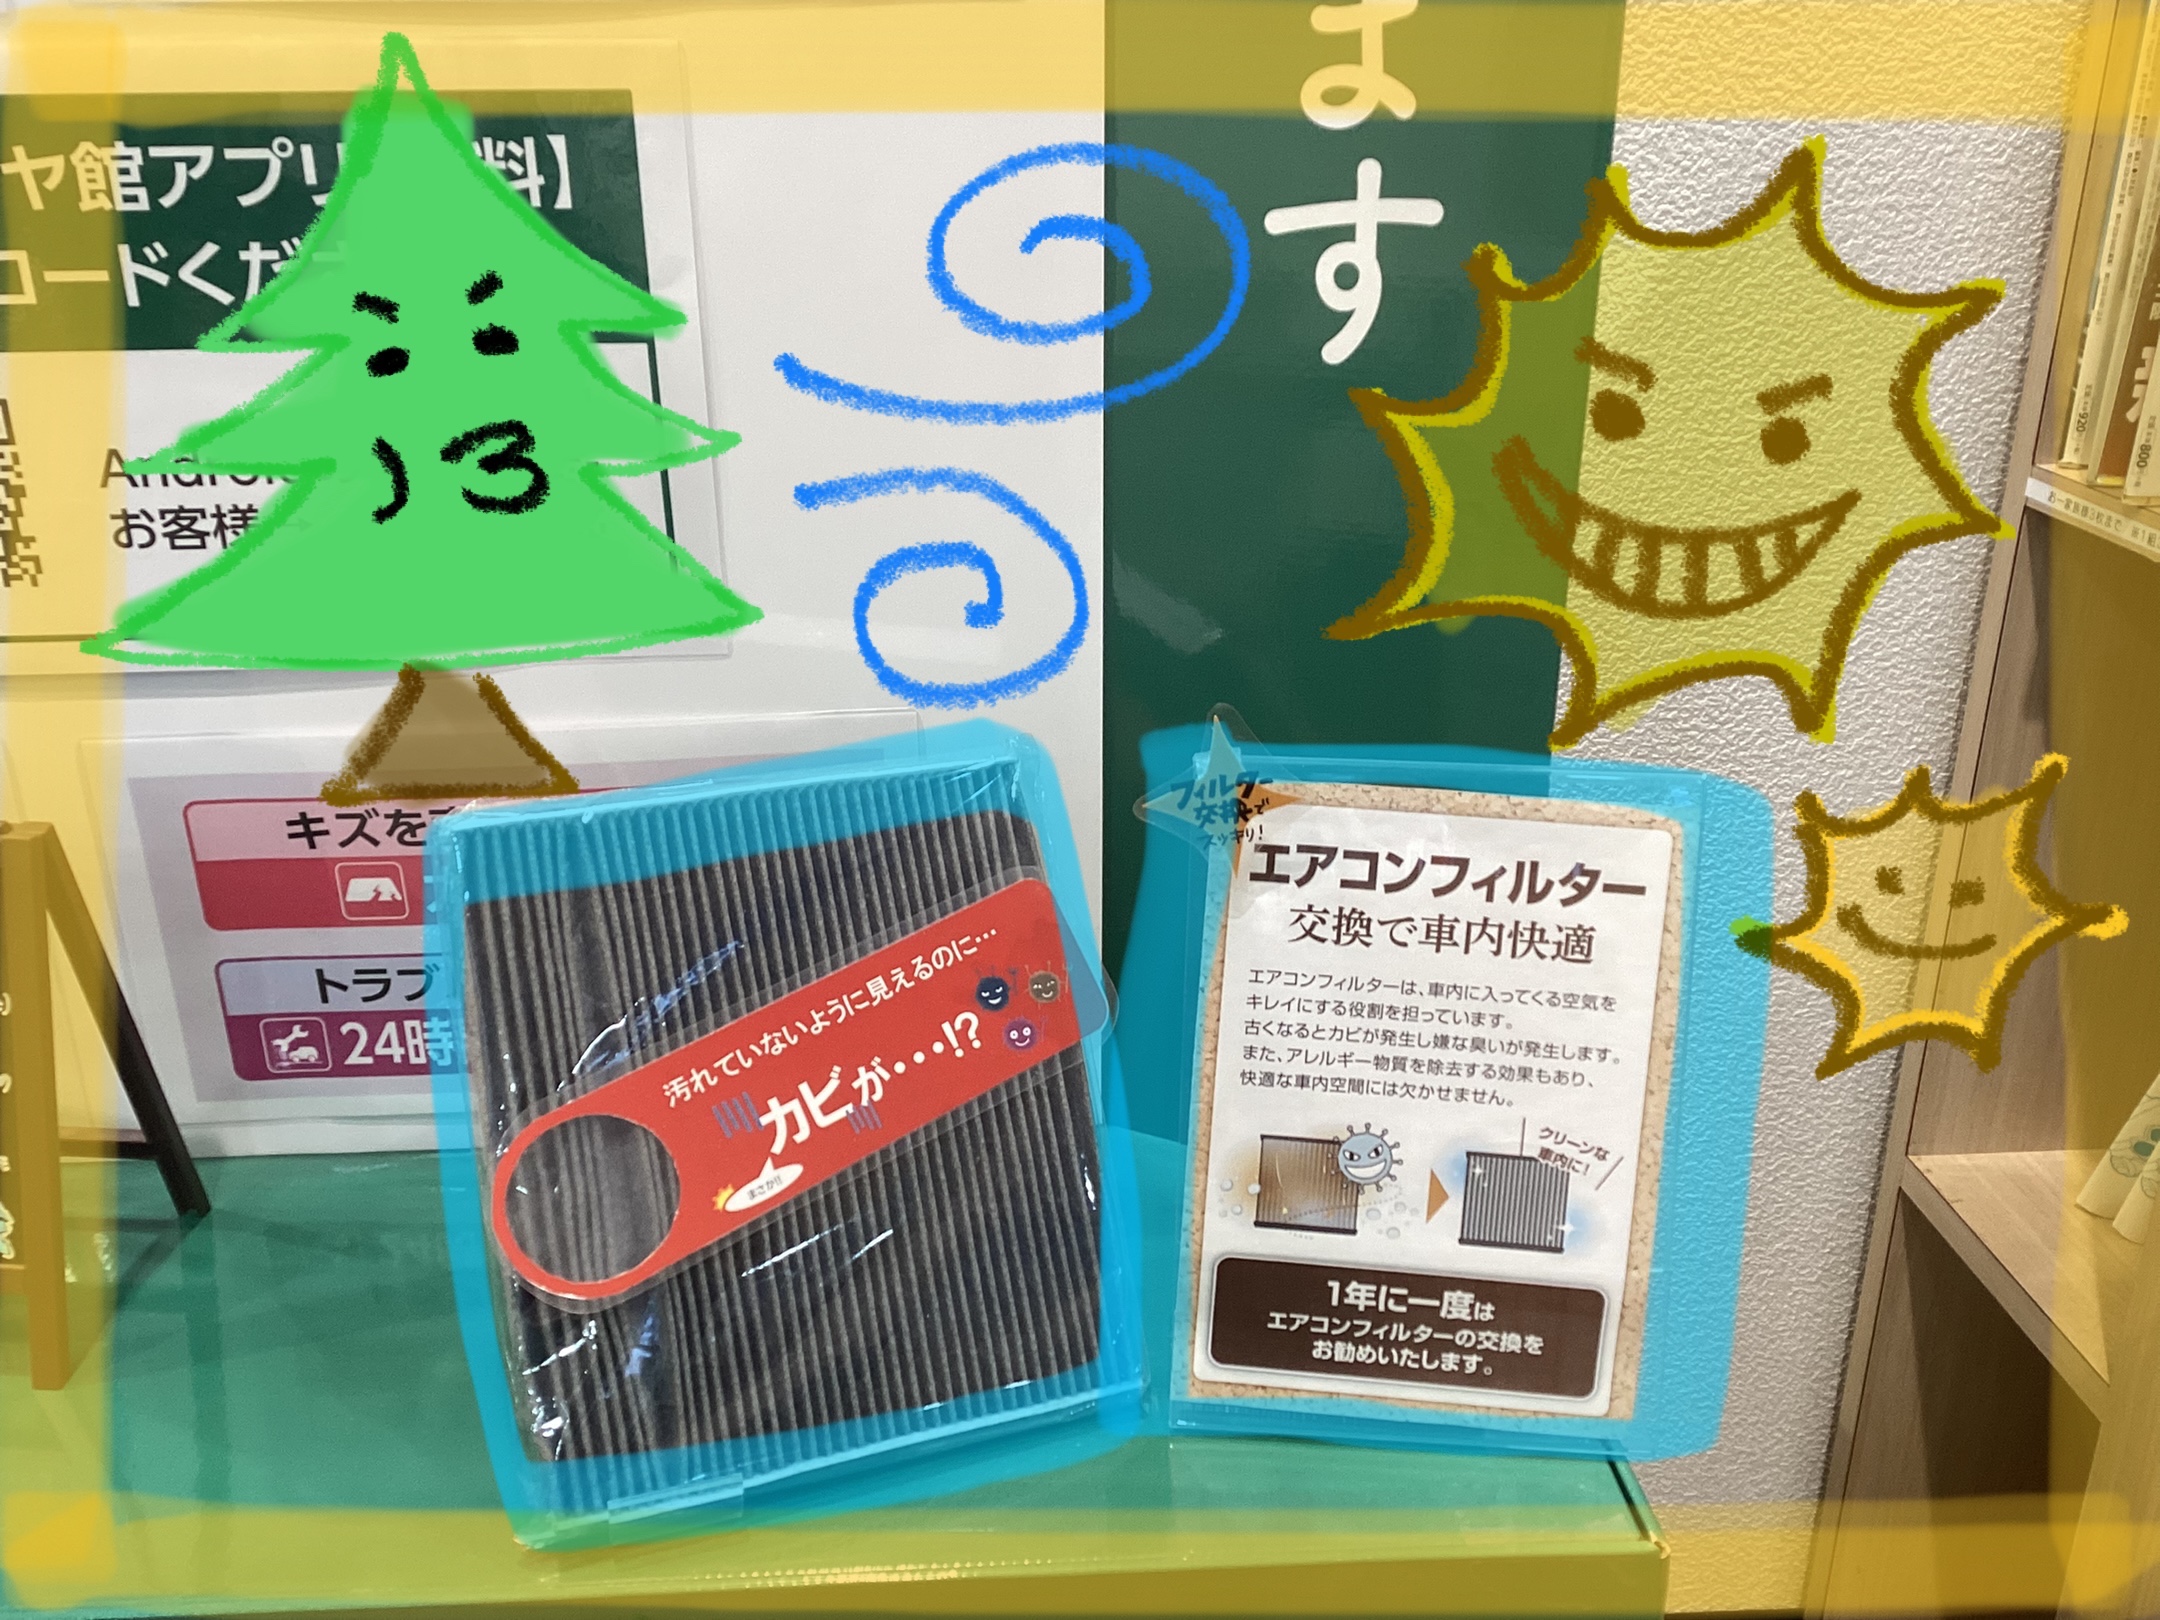 ヤ館アプリ
料】
コードくだ
お客様
ます
キズを
トラブ
24時
汚れていないように見えるのに…
カビが・・・!?
まさか!!
フィルター
交換で
スッキリ!
エアコンフィルター
交換で車内快適
エアコンフィルターは、車内に入ってくる空気を
キレイにする役割を担っています。
古くなるとカビが発生し嫌な臭いが発生します。
また、アレルギー物質を除去する効果もあり、
快適な車内空間には欠かせません。
クリーンな
車内に!
1年に一度は
エアコンフィルターの交換を
お勧めいたします。